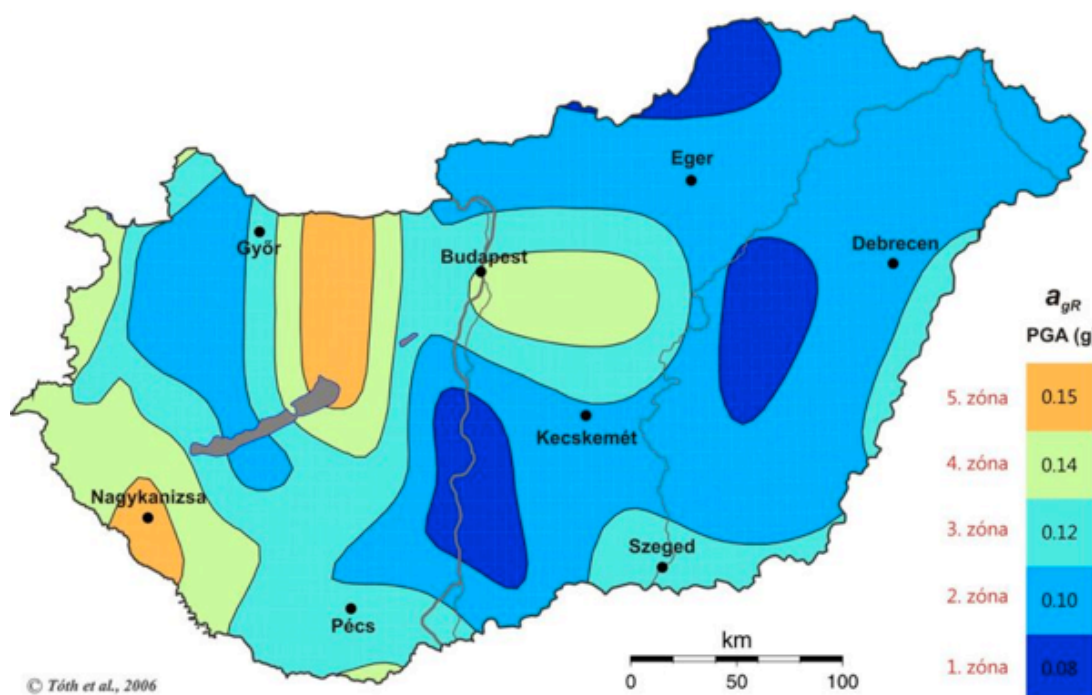 Eger
Győr
Budapest
Debrecen
a gR
PGA (g
5. zóna 0.15
Kecskemét
4. zóna 0.14
Nagykanizsa
3. zóna 0.12
Szeged
2. zóna 0.10
Pécs
km
1. zóna 0.08
0 50 100
© Tóth et al., 2006